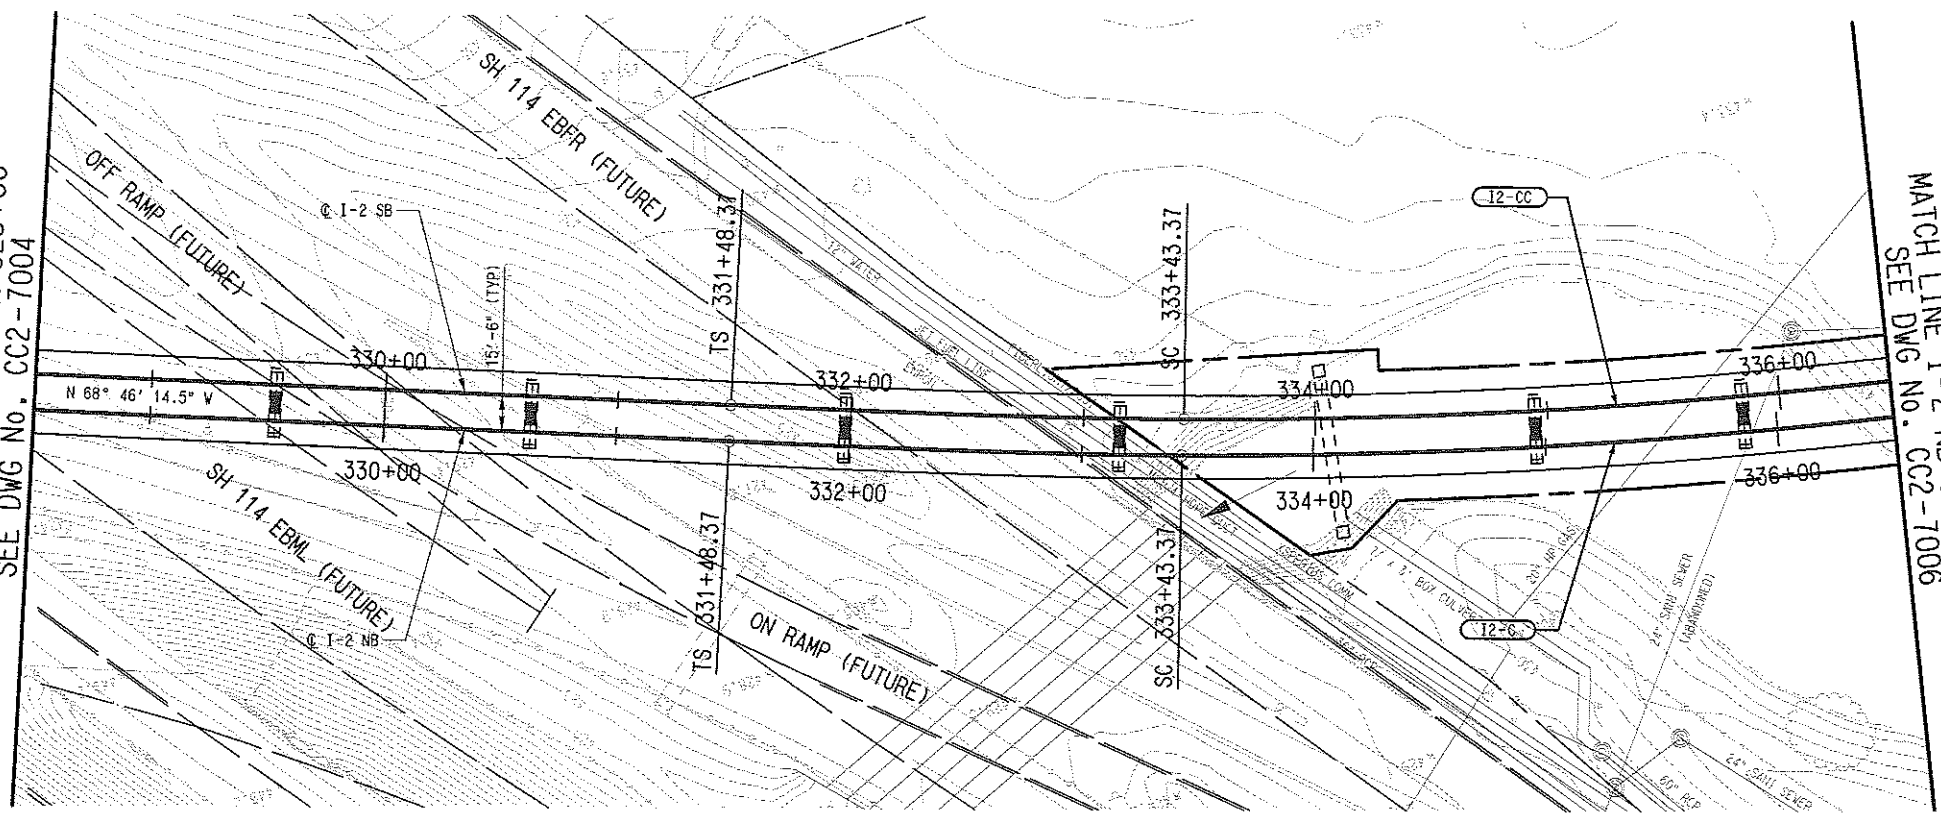 SEE DWG No. CC2-7004
OFF RAMP (FUTURE)
SH 114 EBFR (FUTURE)
℄ I-2 SB
15'-6" (TYP)
TS 331+48.37
12" WATER
SC 333+43.37
I2-CC
MATCH LINE I-2
SEE DWG No. CC2-7006
330+00
332+00
334+00
336+00
N 68° 46' 14.5" W
330+00
332+00
334+00
336+00
SH 114 EBML (FUTURE)
℄ I-2 NB
TS 331+48.37
ON RAMP (FUTURE)
SC 333+43.37
I2-C
BOX CULVERT
20" HP GAS
24" SANI SEWER
(ABANDONED)
60" RCP
24" SANI SEWER